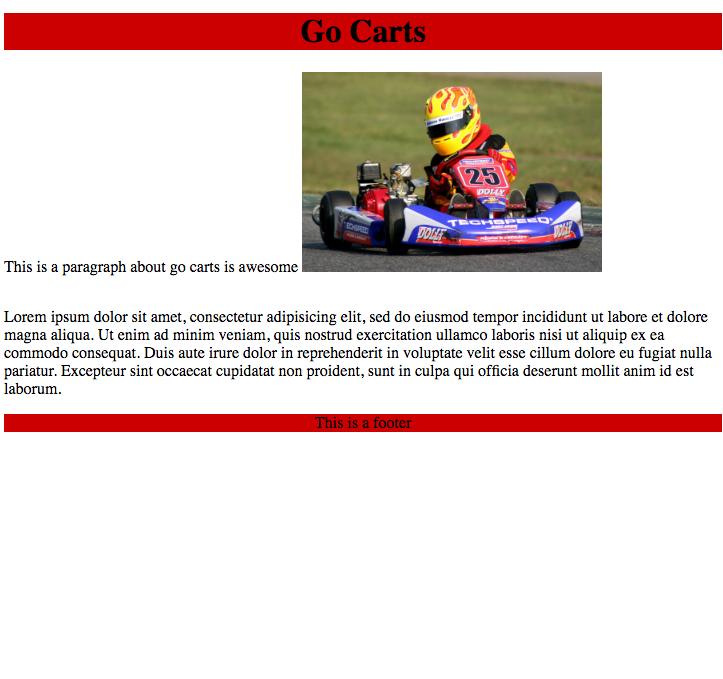 Go Carts
25
DOLLY
TECHSPEED
TECHSPEED
DOLLY
DOLLY
This is a paragraph about go carts is awesome
Lorem ipsum dolor sit amet, consectetur adipisicing elit, sed do eiusmod tempor incididunt ut labore et dolore
magna aliqua. Ut enim ad minim veniam, quis nostrud exercitation ullamco laboris nisi ut aliquip ex ea
commodo consequat. Duis aute irure dolor in reprehenderit in voluptate velit esse cillum dolore eu fugiat nulla
pariatur. Excepteur sint occaecat cupidatat non proident, sunt in culpa qui officia deserunt mollit anim id est
laborum.
This is a footer